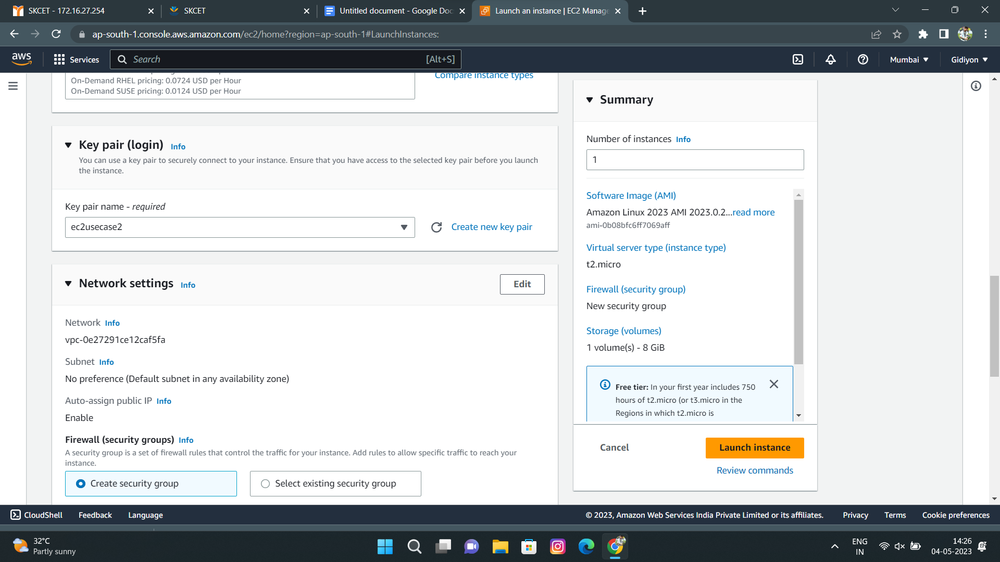 SKCET - 172.16.27.254
SKCET
Untitled document - Google Doc
Launch an instance | EC2 Manage
ap-south-1.console.aws.amazon.com/ec2/home?region=ap-south-1#LaunchInstances:
aws
Services
Search
[Alt+S]
Mumbai
Gidiyon
On-Demand RHEL pricing: 0.0724 USD per Hour
On-Demand SUSE pricing: 0.0124 USD per Hour
Compare instance types
Key pair (login) Info
You can use a key pair to securely connect to your instance. Ensure that you have access to the selected key pair before you launch
the instance.
Key pair name - required
ec2usecase2
Create new key pair
Network settings Info
Edit
Network Info
vpc-0e27291ce12caf5fa
Subnet Info
No preference (Default subnet in any availability zone)
Auto-assign public IP Info
Enable
Firewall (security groups) Info
A security group is a set of firewall rules that control the traffic for your instance. Add rules to allow specific traffic to reach your
instance.
Create security group
Select existing security group
Summary
Number of instances Info
1
Software Image (AMI)
Amazon Linux 2023 AMI 2023.0.2...read more
ami-0b08bfc6ff7069aff
Virtual server type (instance type)
t2.micro
Firewall (security group)
New security group
Storage (volumes)
1 volume(s) - 8 GiB
Free tier: In your first year includes 750
hours of t2.micro (or t3.micro in the
Regions in which t2.micro is
Cancel
Launch instance
Review commands
CloudShell
Feedback
Language
© 2023, Amazon Web Services India Private Limited or its affiliates.
Privacy
Terms
Cookie preferences
32°C
Partly sunny
ENG
IN
14:26
04-05-2023